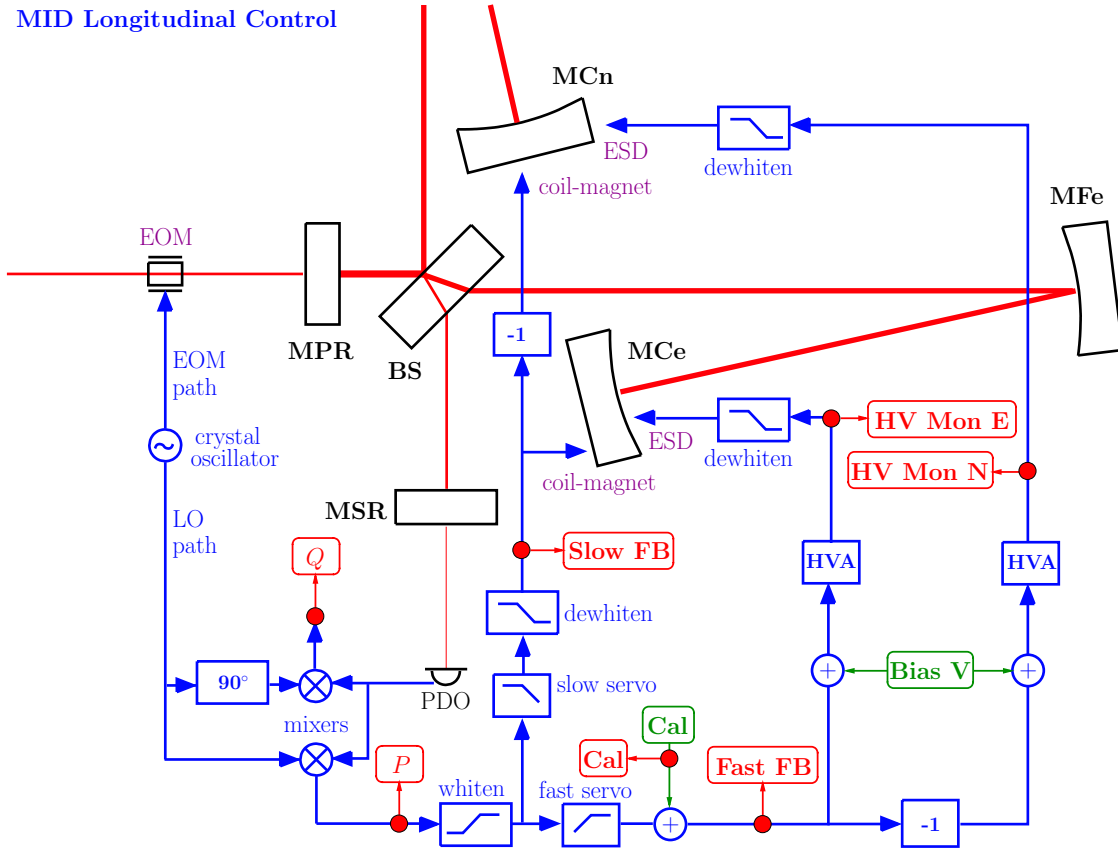 MID Longitudinal Control
MCn
ESD
dewhiten
coil-magnet
MFe
EOM
MPR
BS
-1
MCe
EOM
path
HV Mon E
ESD
dewhiten
crystal
oscillator
HV Mon N
coil-magnet
MSR
LO
path
Q
Slow FB
HVA
HVA
dewhiten
90°
+
Bias V
+
PDO
slow servo
mixers
Cal
P
Cal
Fast FB
whiten
fast servo
+
-1